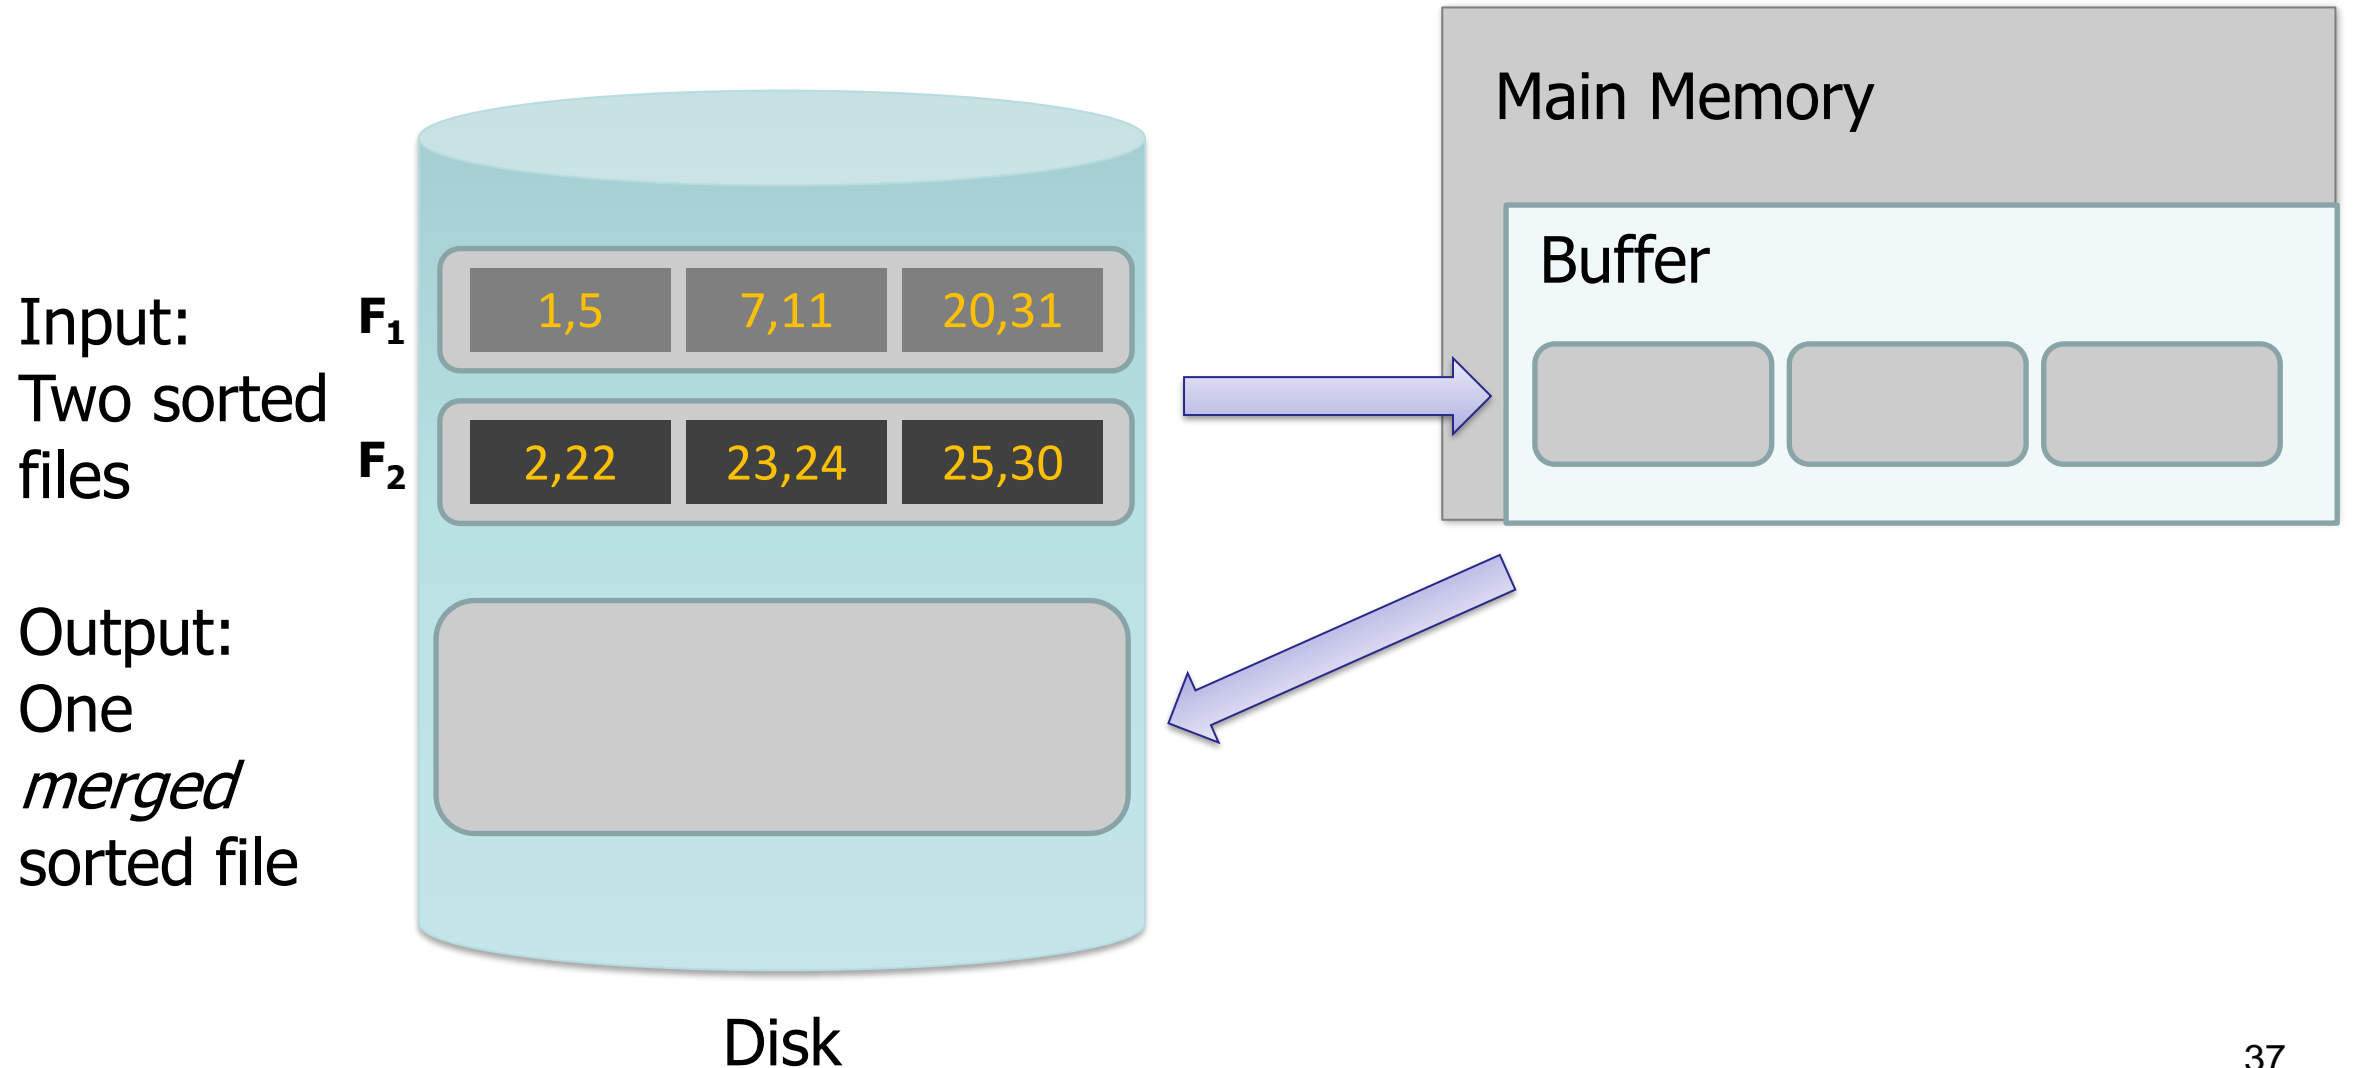 Main Memory
Buffer
Input:
Two sorted
files
F₁
1,5 7,11 20,31
F₂
2,22 23,24 25,30
Output:
One
merged
sorted file
Disk
37